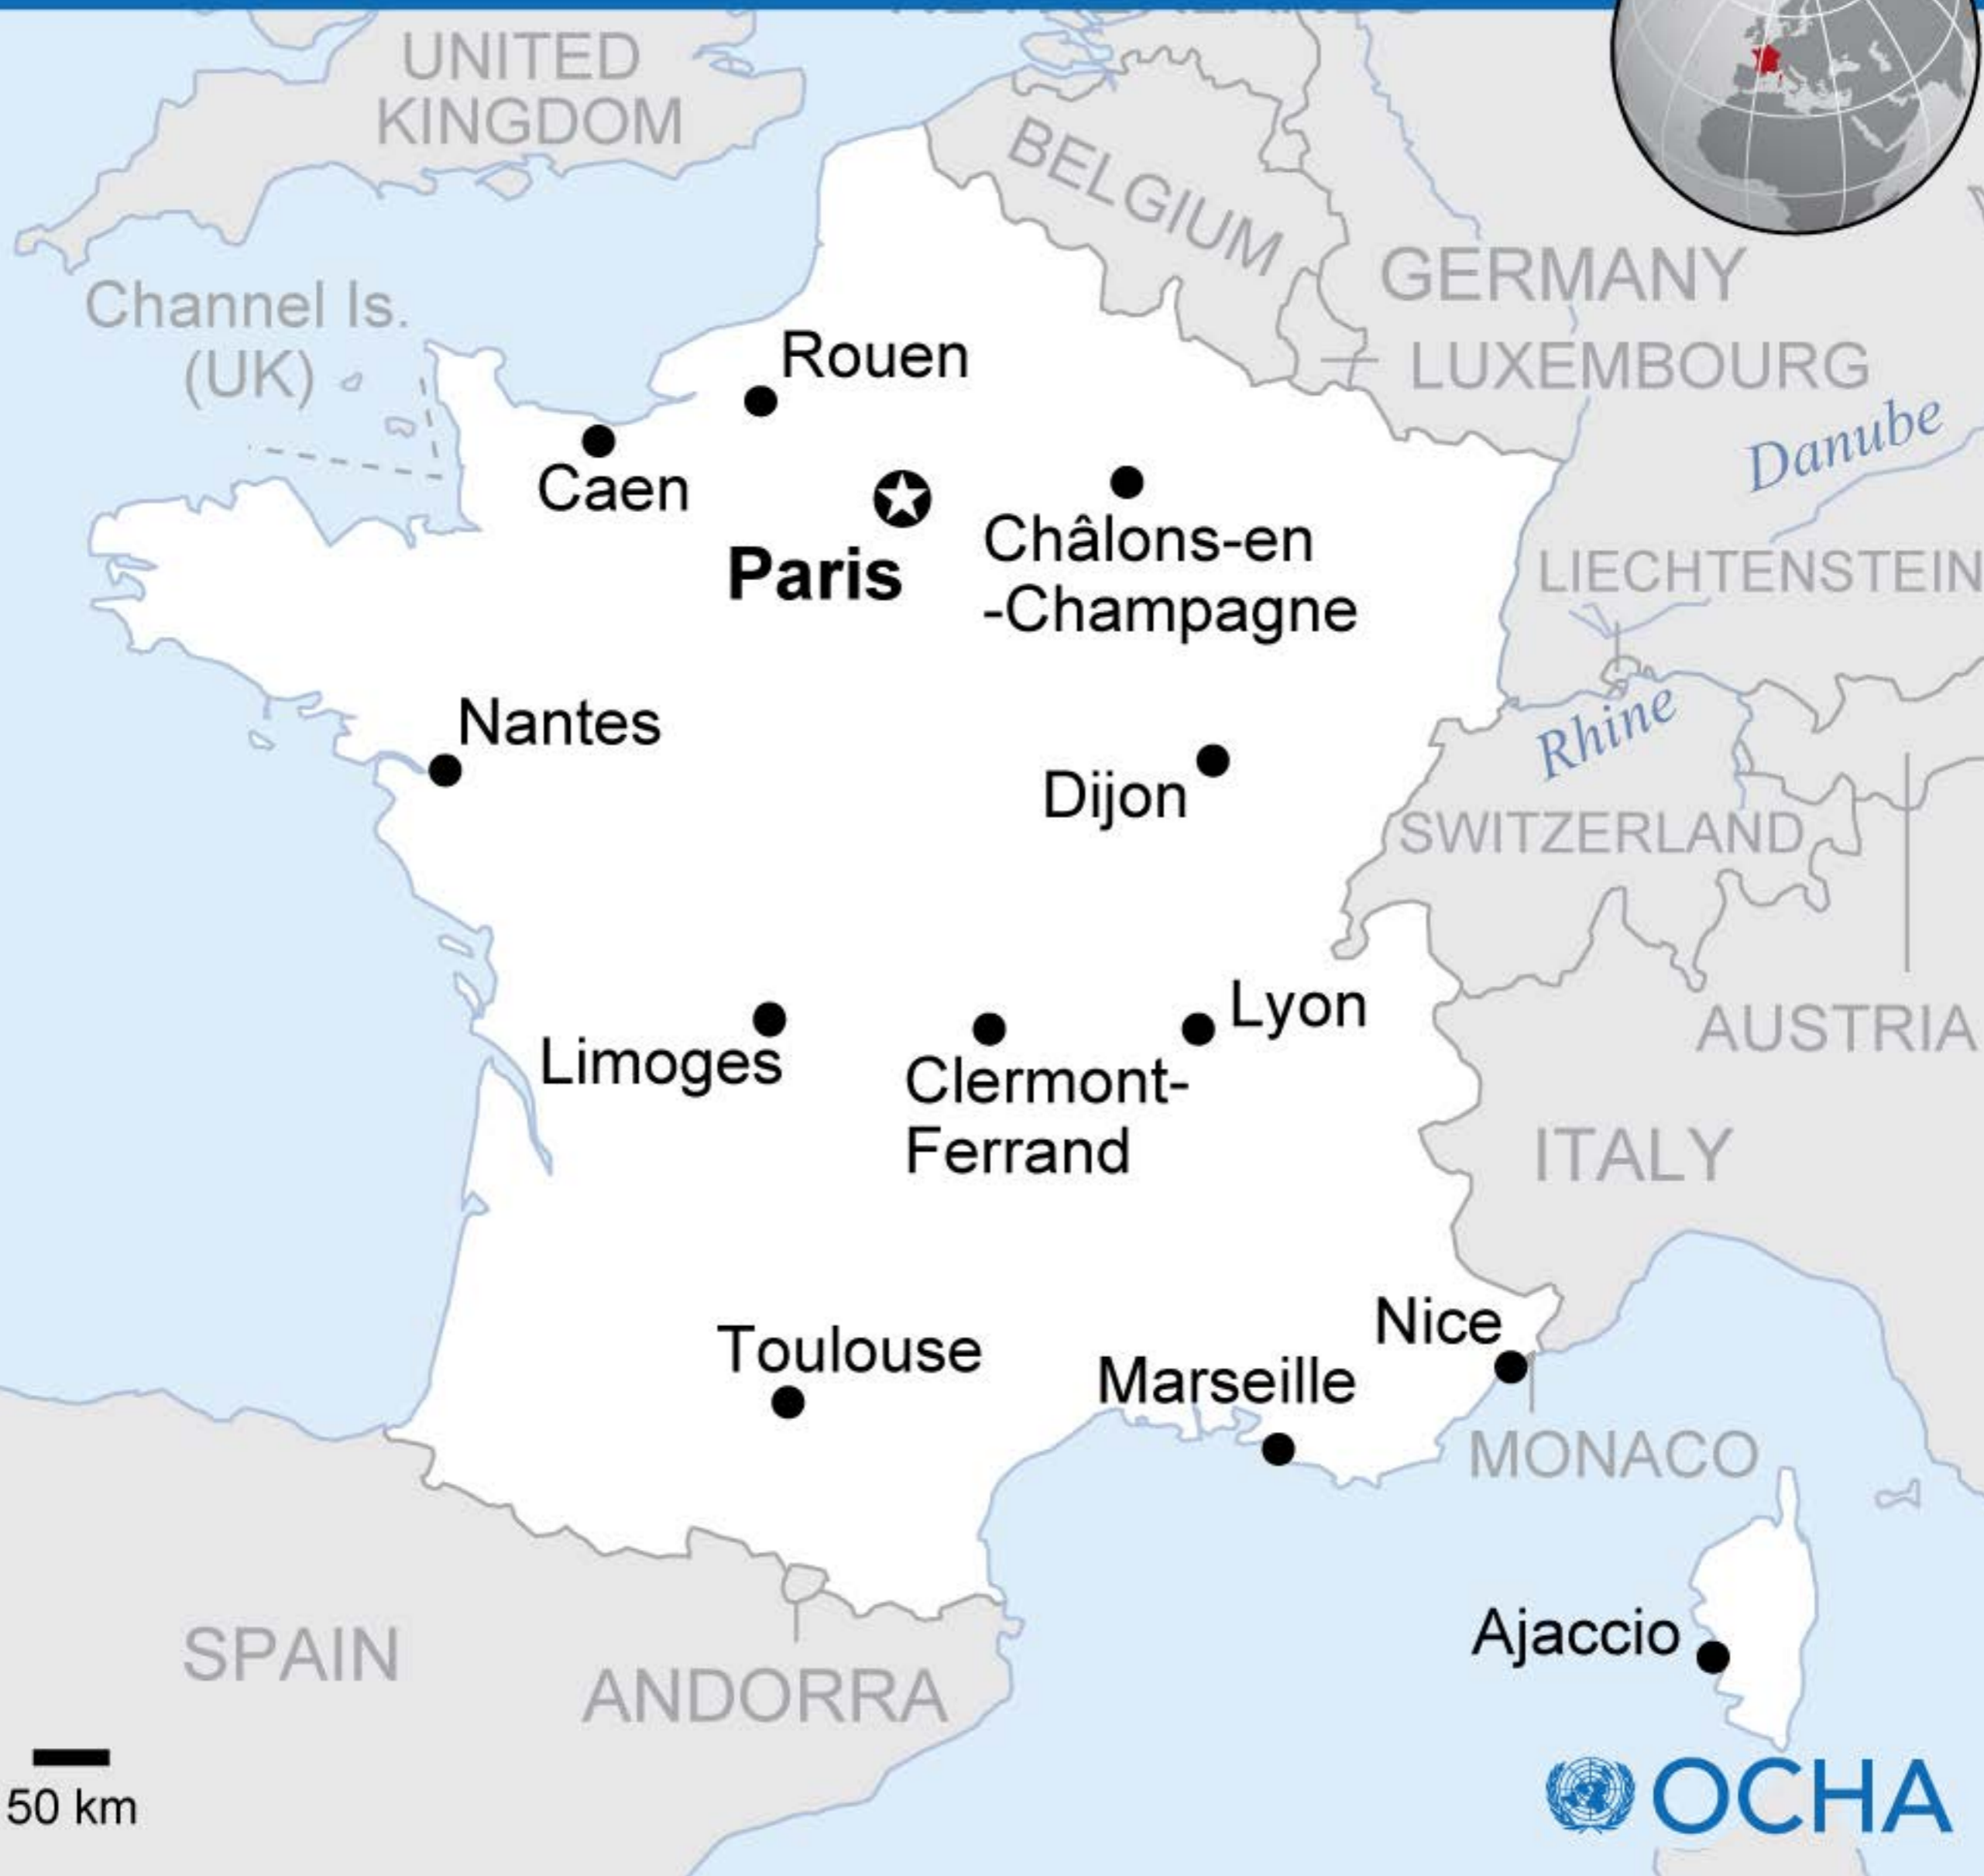 UNITED
KINGDOM
BELGIUM
GERMANY
Channel Is.
(UK)
LUXEMBOURG
Rouen
Danube
Caen
Paris
Châlons-en
-Champagne
LIECHTENSTEIN
Nantes
Rhine
Dijon
SWITZERLAND
Lyon
Limoges
Clermont-
Ferrand
AUSTRIA
ITALY
Nice
Toulouse
Marseille
MONACO
Ajaccio
SPAIN
ANDORRA
50 km
OCHA